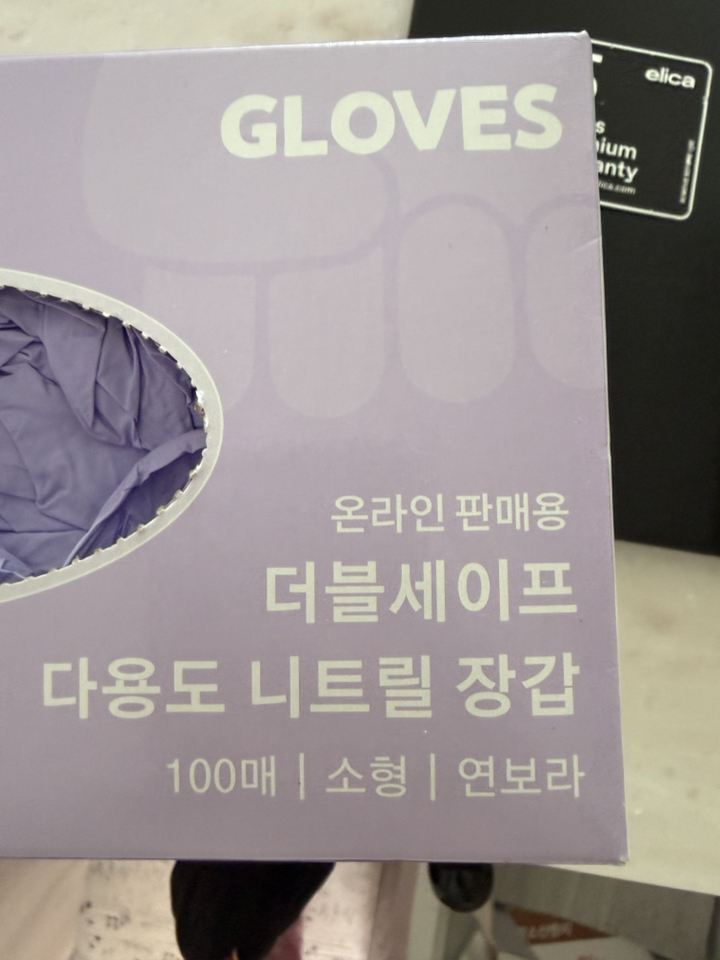 GLOVES
elica
온라인 판매용
더블세이프
다용도 니트릴 장갑
100매 | 소형 | 연보라